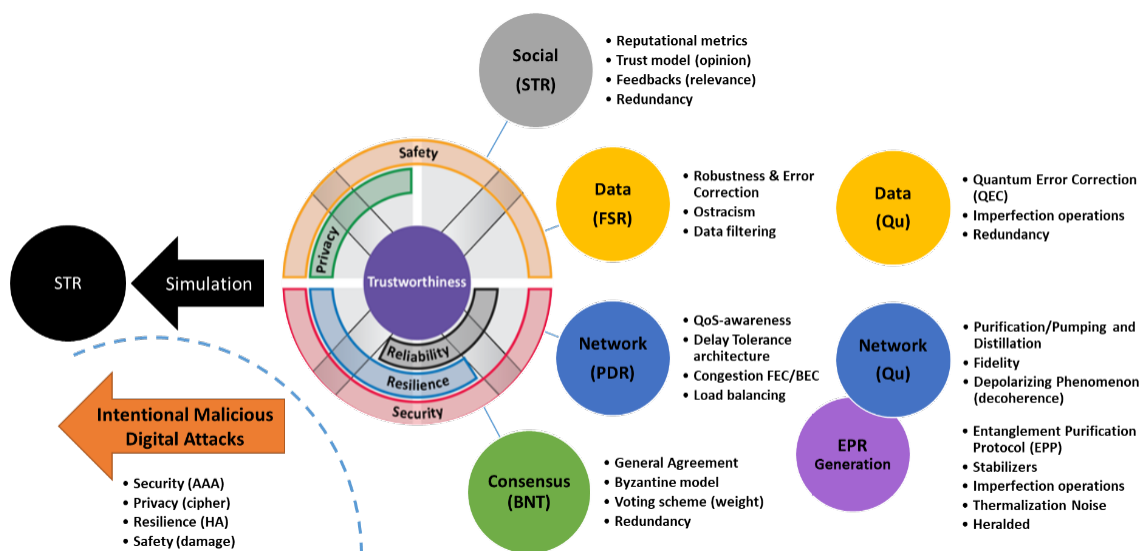 Social
(STR)
• Reputational metrics
• Trust model (opinion)
• Feedbacks (relevance)
• Redundancy
Safety
Privacy
Trustworthiness
Reliability
Resilience
Security
Data
(FSR)
• Robustness & Error
Correction
• Ostracism
• Data filtering
Data
(Qu)
• Quantum Error Correction
(QEC)
• Imperfection operations
• Redundancy
STR
Simulation
Network
(PDR)
• QoS-awareness
• Delay Tolerance
architecture
• Congestion FEC/BEC
• Load balancing
Network
(Qu)
• Purification/Pumping and
Distillation
• Fidelity
• Depolarizing Phenomenon
(decoherence)
Intentional Malicious
Digital Attacks
• Security (AAA)
• Privacy (cipher)
• Resilience (HA)
• Safety (damage)
Consensus
(BNT)
• General Agreement
• Byzantine model
• Voting scheme (weight)
• Redundancy
EPR
Generation
• Entanglement Purification
Protocol (EPP)
• Stabilizers
• Imperfection operations
• Thermalization Noise
• Heralded